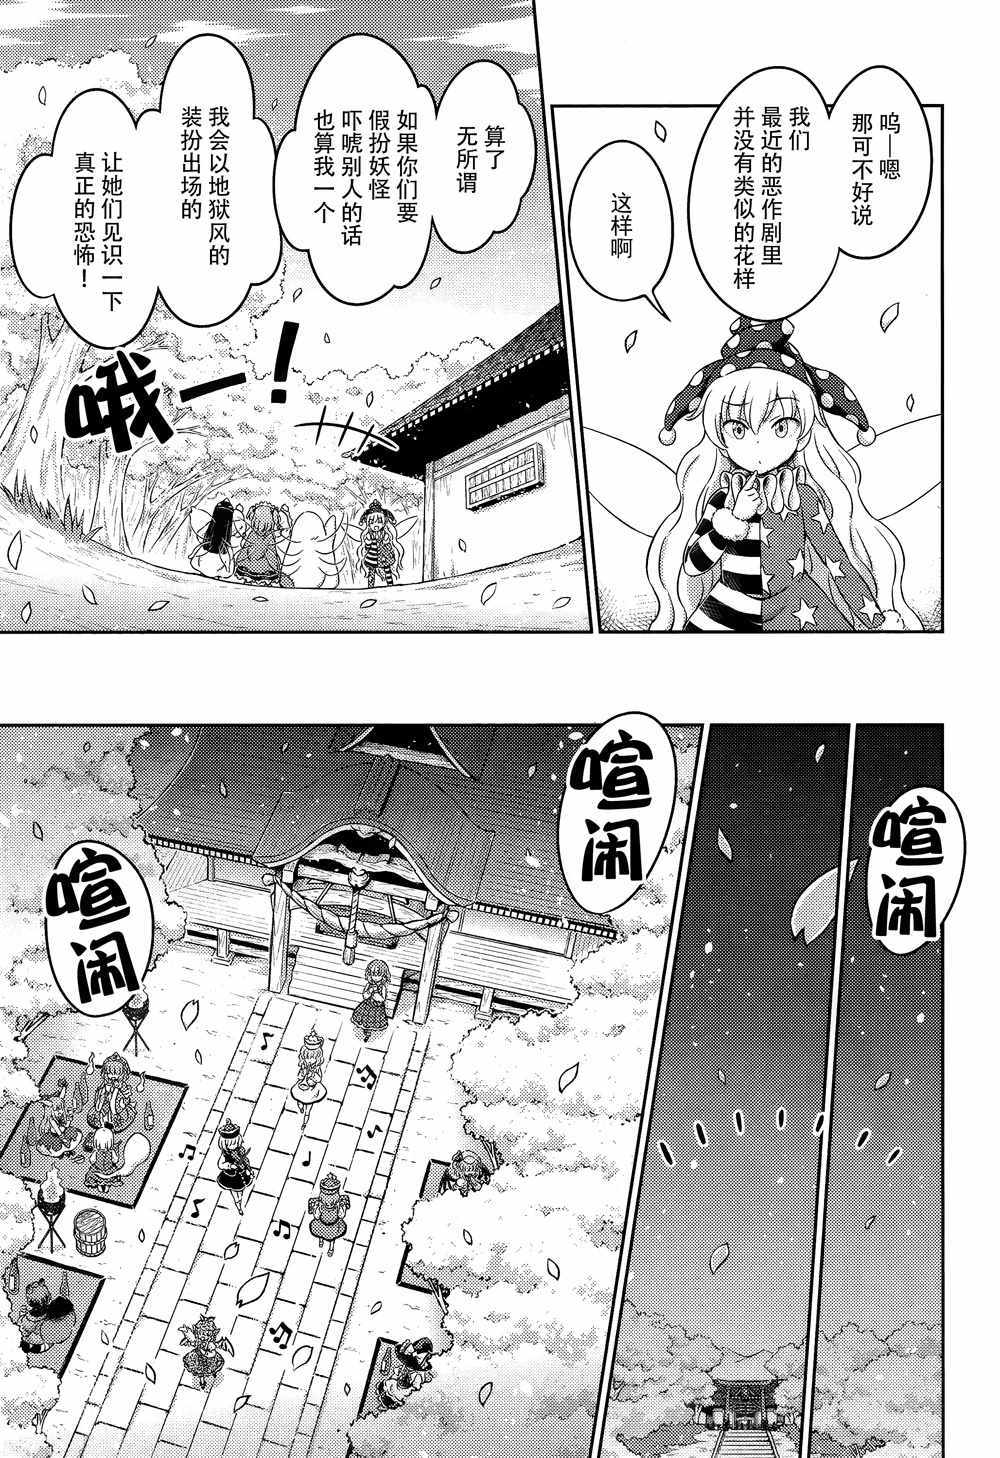 呜—嗯
那可不好说
我们
最近的恶作剧里
并没有类似的花样
这样啊
算了
无所谓
如果你们要
假扮妖怪
吓唬别人的话
也算我一个
我会以地狱风的
装扮出场的
让她们见识一下
真正的恐怖！
哦一！
喧闹
喧闹
喧闹